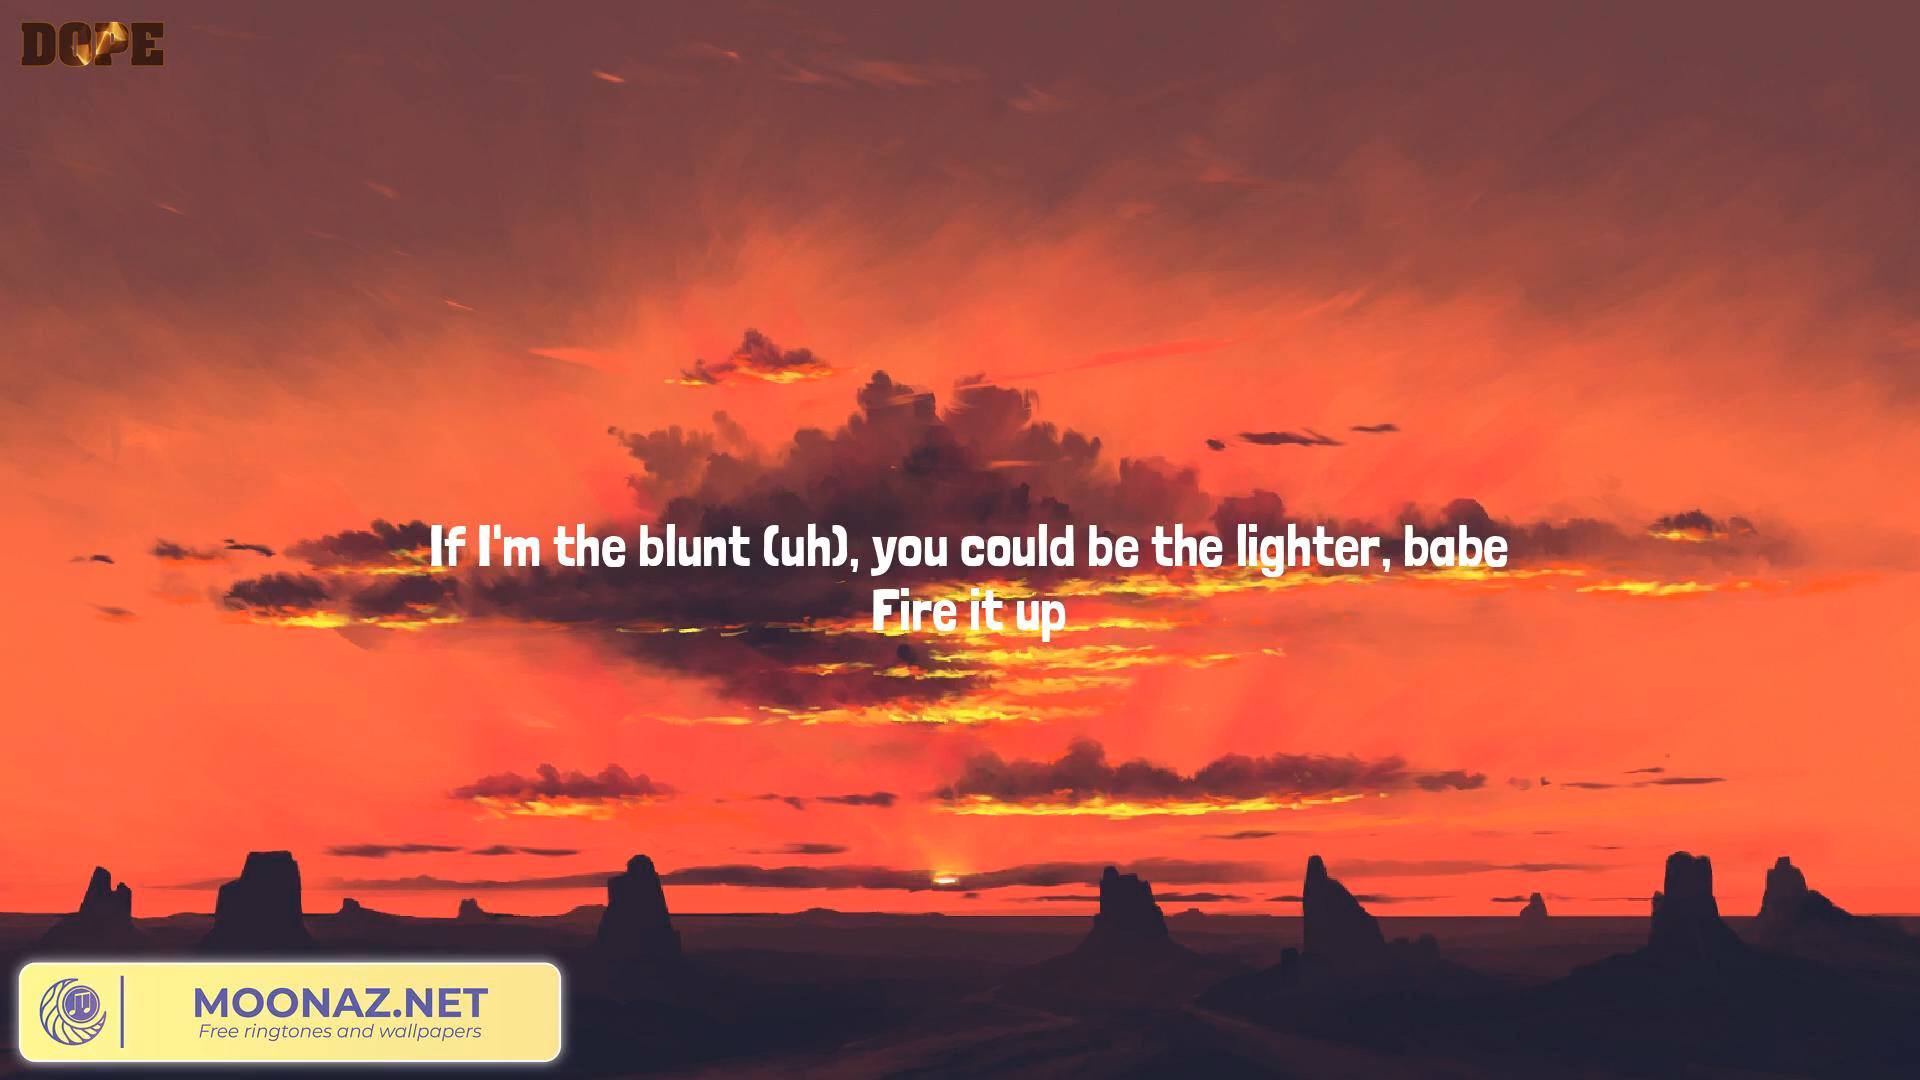 DOPE
If I'm the blunt (uh), you could be the lighter, babe
Fire it up
MOONAZ.NET
Free ringtones and wallpapers